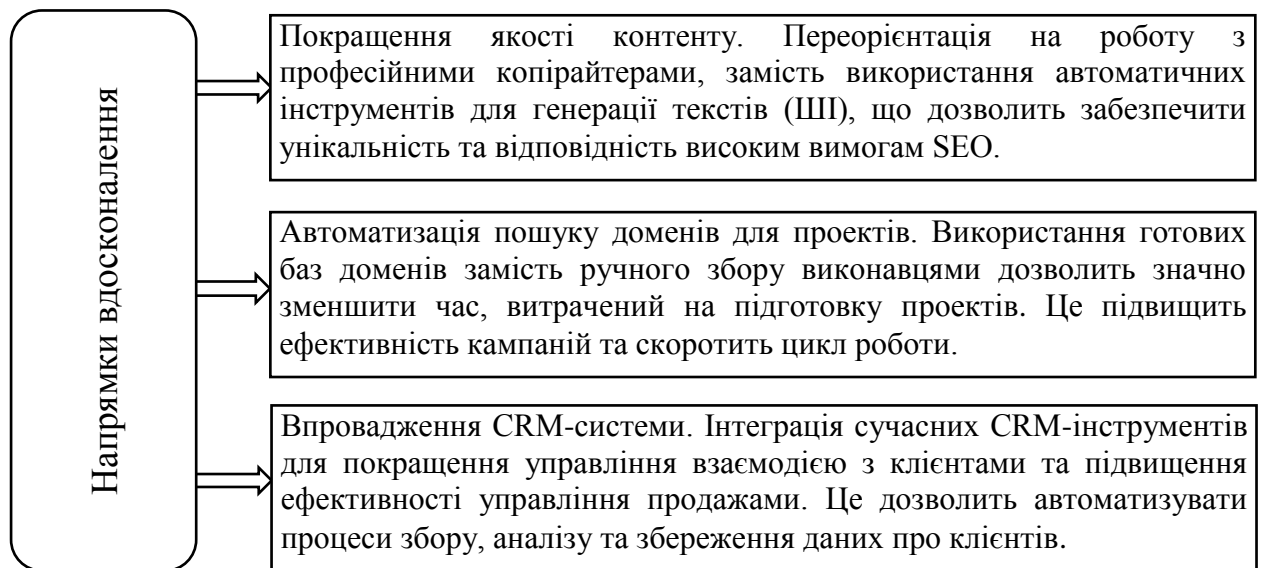 Напрямки вдосконалення
Покращення якості контенту. Переорієнтація на роботу з
професійними копірайтерами, замість використання автоматичних
інструментів для генерації текстів (ШІ), що дозволить забезпечити
унікальність та відповідність високим вимогам SEO.
Автоматизація пошуку доменів для проектів. Використання готових
баз доменів замість ручного збору виконавцями дозволить значно
зменшити час, витрачений на підготовку проектів. Це підвищить
ефективність кампаній та скоротить цикл роботи.
Впровадження CRM-системи. Інтеграція сучасних CRM-інструментів
для покращення управління взаємодією з клієнтами та підвищення
ефективності управління продажами. Це дозволить автоматизувати
процеси збору, аналізу та збереження даних про клієнтів.